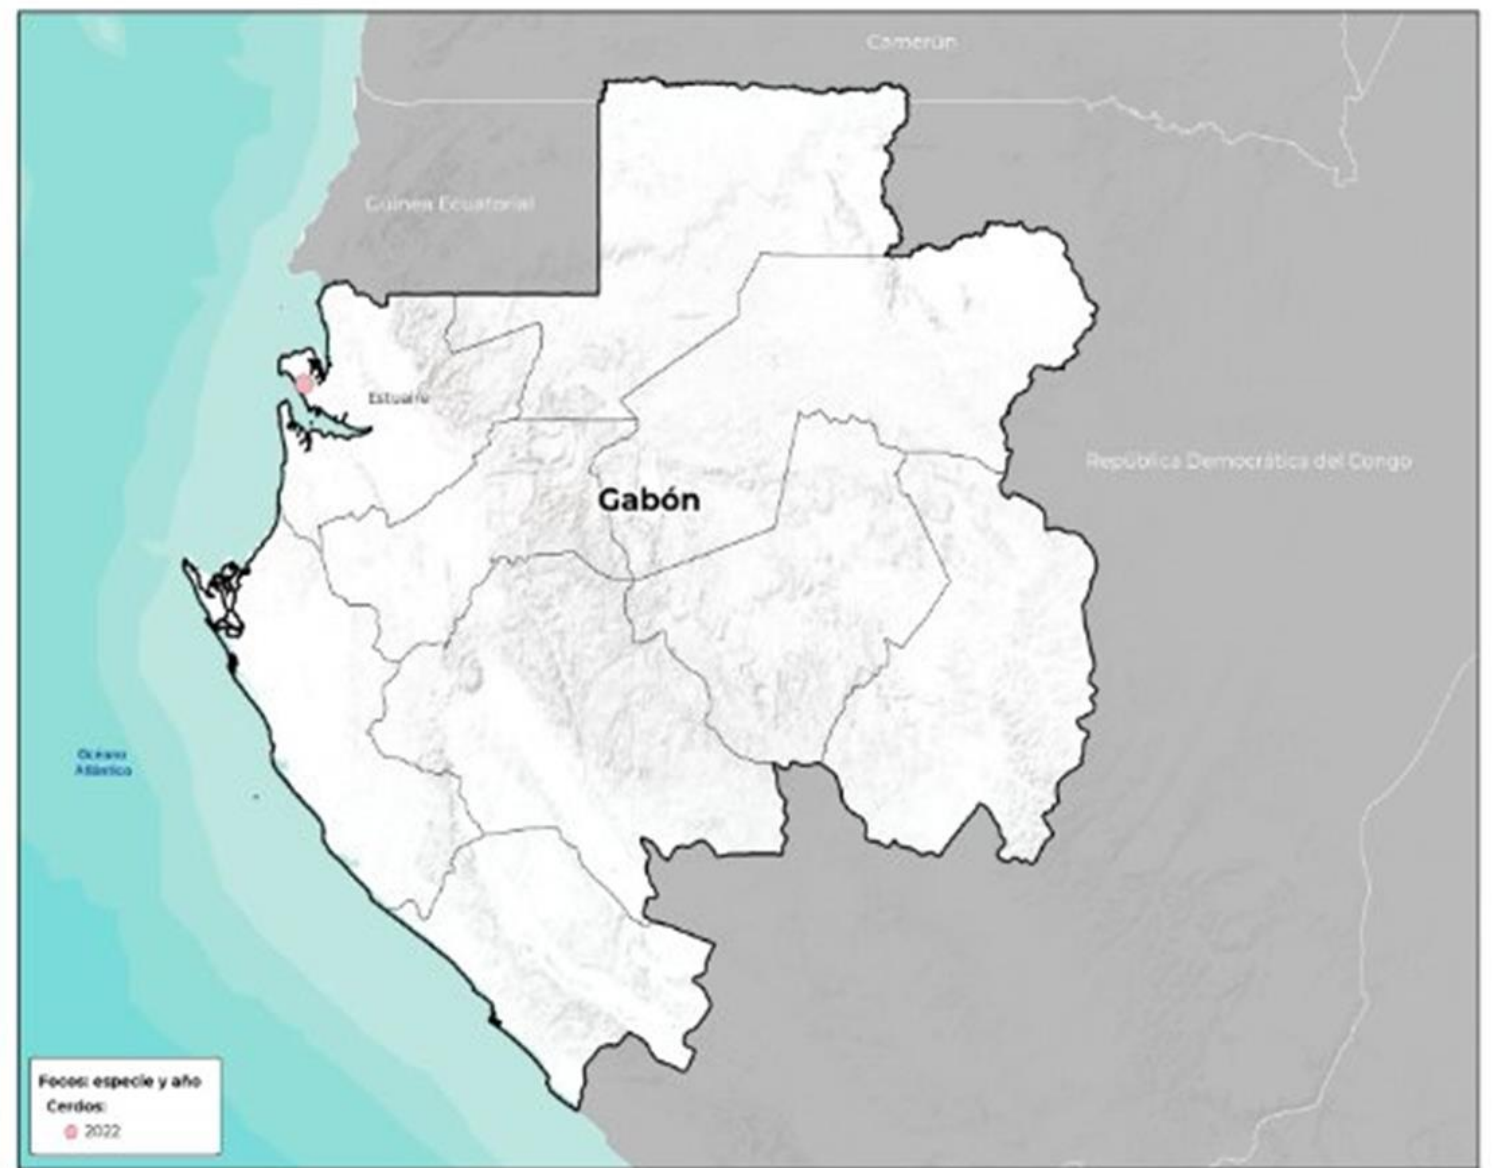 Camerún
Guinea Ecuatorial
Estuario
República Democrática del Congo
Gabón
Océano
Atlántico
Focos: especie y año
Cerdos:
2022